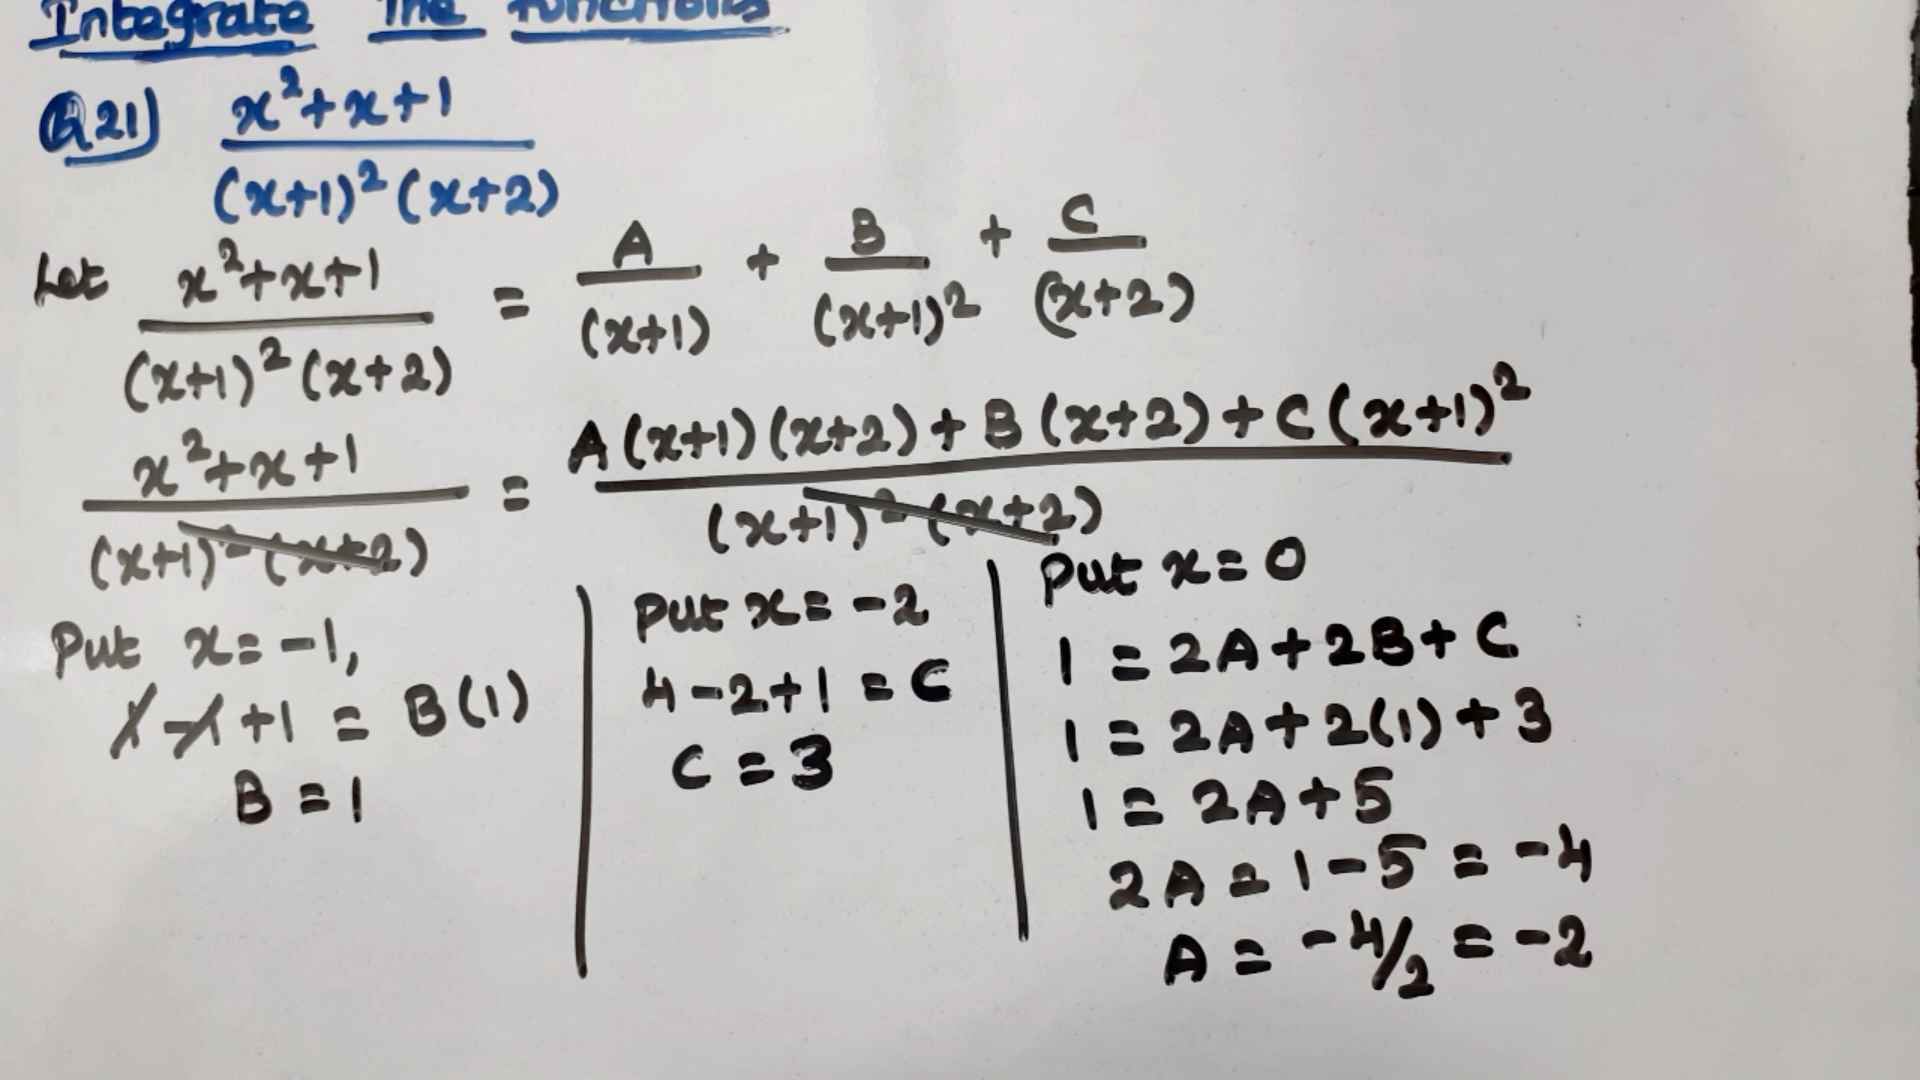 Integrate the functions
Q21) x²+x+1 / (x+1)²(x+2)
Let x²+x+1 / (x+1)²(x+2) = A/(x+1) + B/(x+1)² + C/(x+2)
x²+x+1 / (x+1)²(x+2) = A(x+1)(x+2)+B(x+2)+C(x+1)² / (x+1)²(x+2)
Put x=-1,
1-1+1 = B(1)
B=1
Put x=-2
4-2+1=C
C=3
Put x=0
1=2A+2B+C
1=2A+2(1)+3
1=2A+5
2A=1-5=-4
A=-4/2=-2